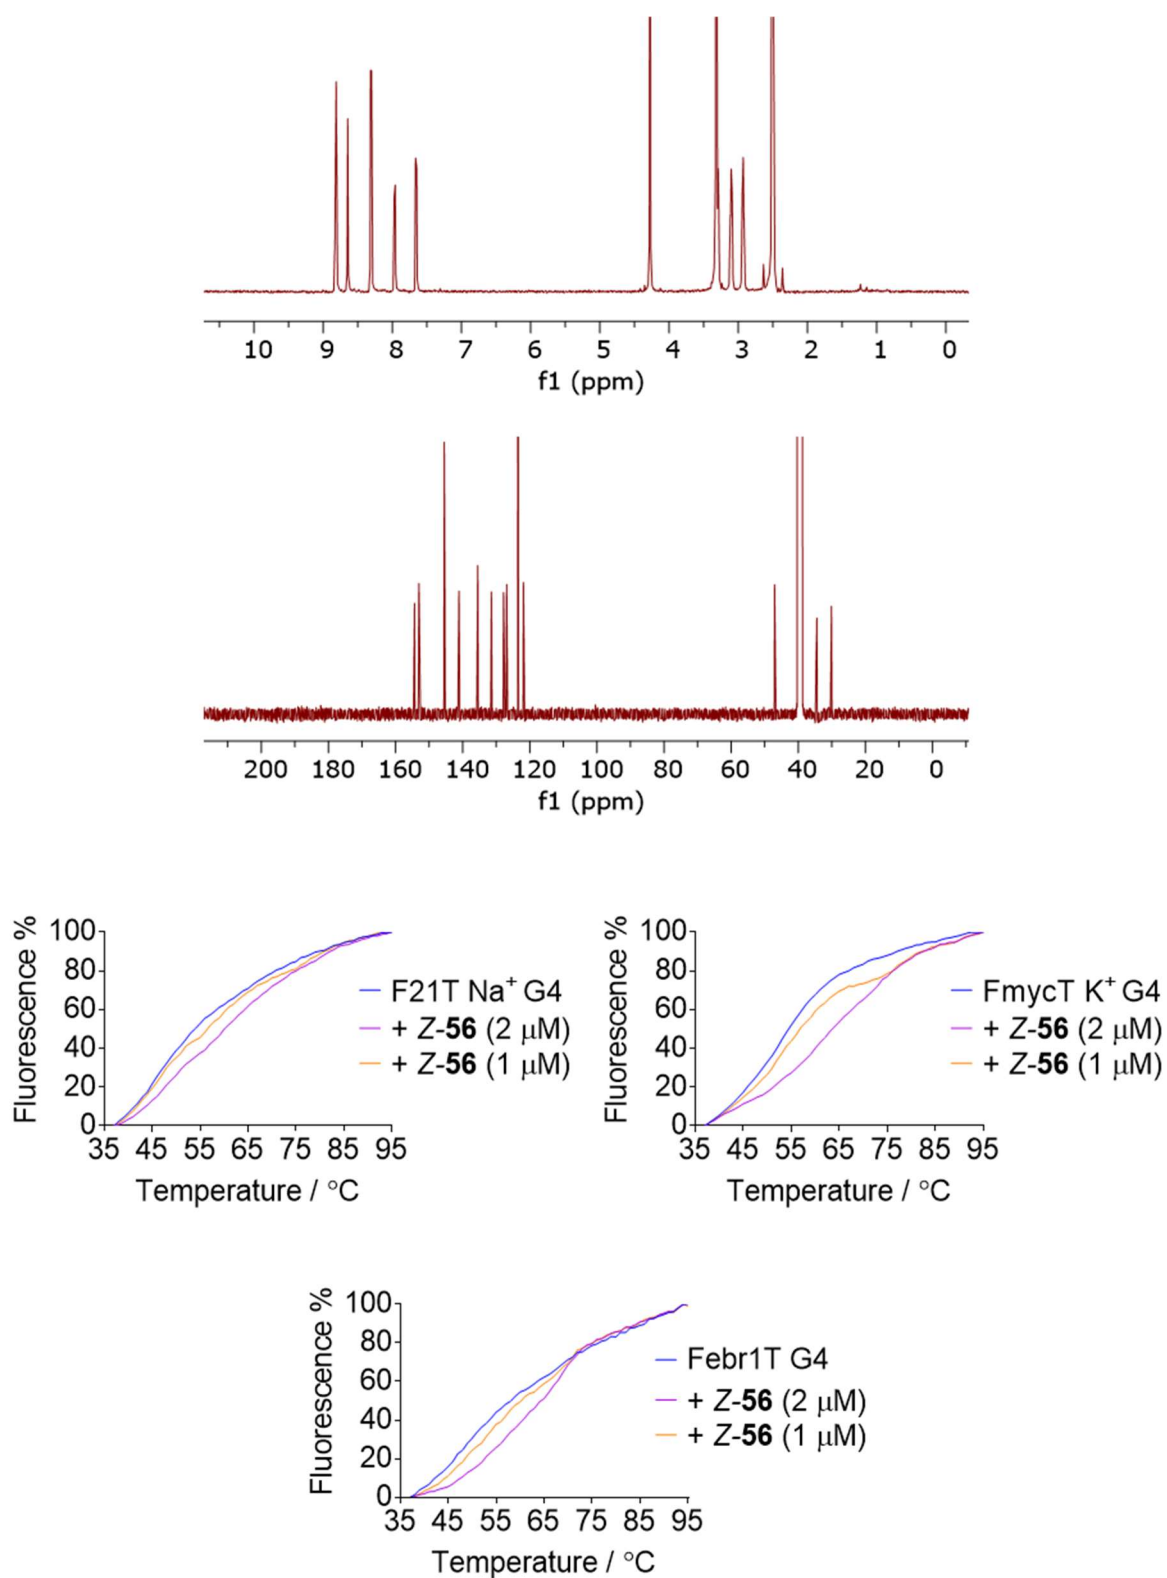 10 9 8 7 6 5 4 3 2 1 0
f1 (ppm)
200 180 160 140 120 100 80 60 40 20 0
f1 (ppm)
Fluorescence %
100
80
60
40
20
0
35 45 55 65 75 85 95
Temperature / °C
F21T Na⁺ G4
+ Z-56 (2 μM)
+ Z-56 (1 μM)
Fluorescence %
100
80
60
40
20
0
35 45 55 65 75 85 95
Temperature / °C
FmycT K⁺ G4
+ Z-56 (2 μM)
+ Z-56 (1 μM)
Fluorescence %
100
80
60
40
20
0
35 45 55 65 75 85 95
Temperature / °C
Febr1T G4
+ Z-56 (2 μM)
+ Z-56 (1 μM)